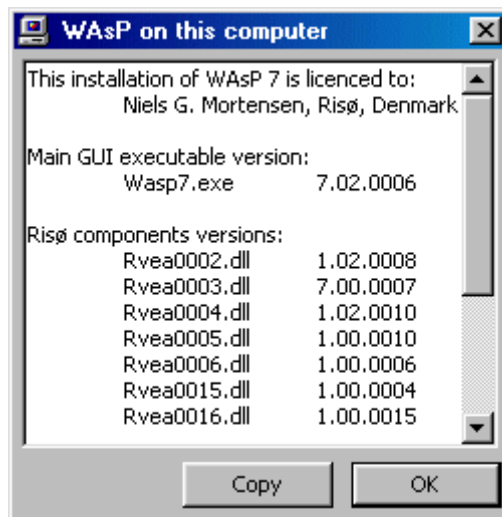 WAsP on this computer
This installation of WAsP 7 is licenced to:
Niels G. Mortensen, Risø, Denmark
Main GUI executable version:
Wasp7.exe 7.02.0006
Risø components versions:
Rvea0002.dll 1.02.0008
Rvea0003.dll 7.00.0007
Rvea0004.dll 1.02.0010
Rvea0005.dll 1.00.0010
Rvea0006.dll 1.00.0006
Rvea0015.dll 1.00.0004
Rvea0016.dll 1.00.0015
Copy OK